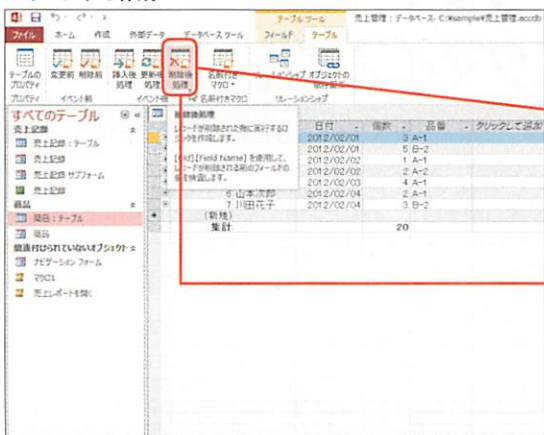 テーブル ツール
売上管理 : データベース- C:¥sample¥売上管理.accdb
ファイル ホーム 作成 外部データ データベース ツール フィールド テーブル
テーブルの プロパティ
変更前 削除前
挿入後 処理
更新後 処理
削除後 処理
名前付き マクロ
リレーションシップ
オブジェクトの
プロパティ イベント前 イベント後 名前付きマクロ リレーションシップ
すべてのテーブル
売上記録
売上記録 : テーブル
売上記録
売上記録 サブフォーム
売上記録
商品
商品 : テーブル
商品
関連付けられていないオブジェクト
ナビゲーション フォーム
マクロ1
売上レポートを開く
削除後処理
レコードが削除された後に実行するロジックを作成します。
[Old].[Field Name] を使用して、レコードが削除される前のフィールドの値を検査します。
日付 個数 品番 クリックして追加
2012/02/01 3 A-1
2012/02/01 5 B-2
2012/02/02 1 A-1
2012/02/02 2 A-2
2012/02/03 4 A-1
6 山本次郎 2012/02/04 2 A-1
7 川田花子 2012/02/04 3 B-2
(新規)
集計 20